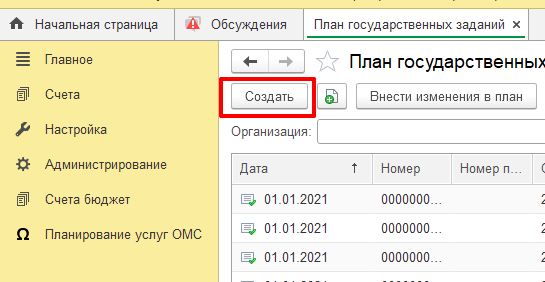 Начальная страница Обсуждения План государственных заданий ×
Главное
Счета
Настройка
Администрирование
Счета бюджет
Планирование услуг ОМС
План государственных
Создать Внести изменения в план
Организация:
Дата ↑ Номер Номер п...
01.01.2021 0000000...
01.01.2021 0000000...
01.01.2021 0000000...